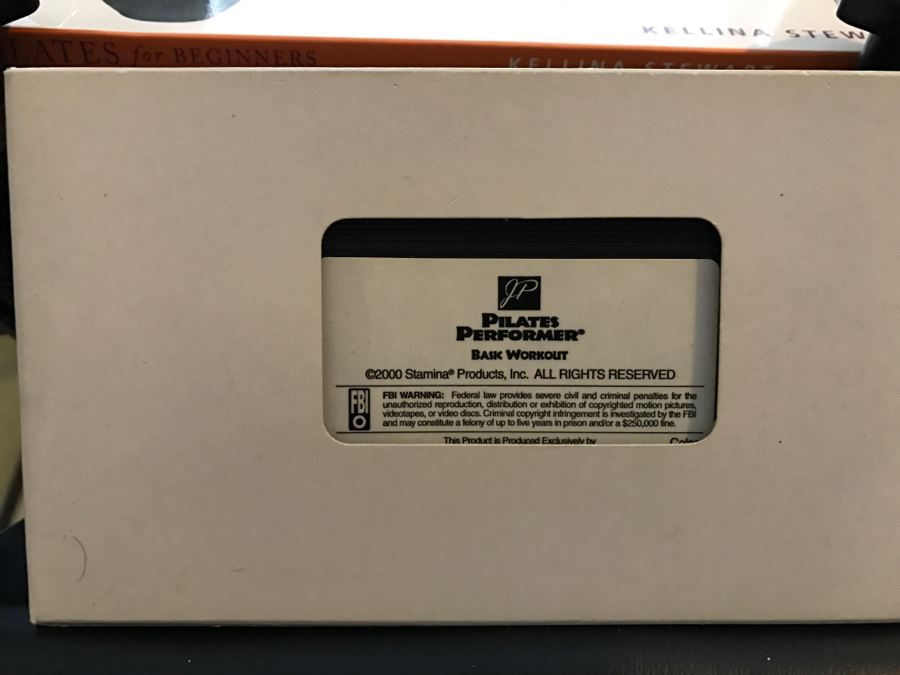 KELLINA STEW
LATES for BEGINNERS
KELLINA STEWART
JP
PILATES
PERFORMER®
BASIC WORKOUT
©2000 Stamina® Products, Inc. ALL RIGHTS RESERVED
FBI
FBI WARNING: Federal law provides severe civil and criminal penalties for the
unauthorized reproduction, distribution or exhibition of copyrighted motion pictures,
videotapes, or video discs. Criminal copyright infringement is investigated by the FBI
and may constitute a felony of up to five years in prison and/or a $250,000 fine.
This Product is Produced Exclusively by
Color